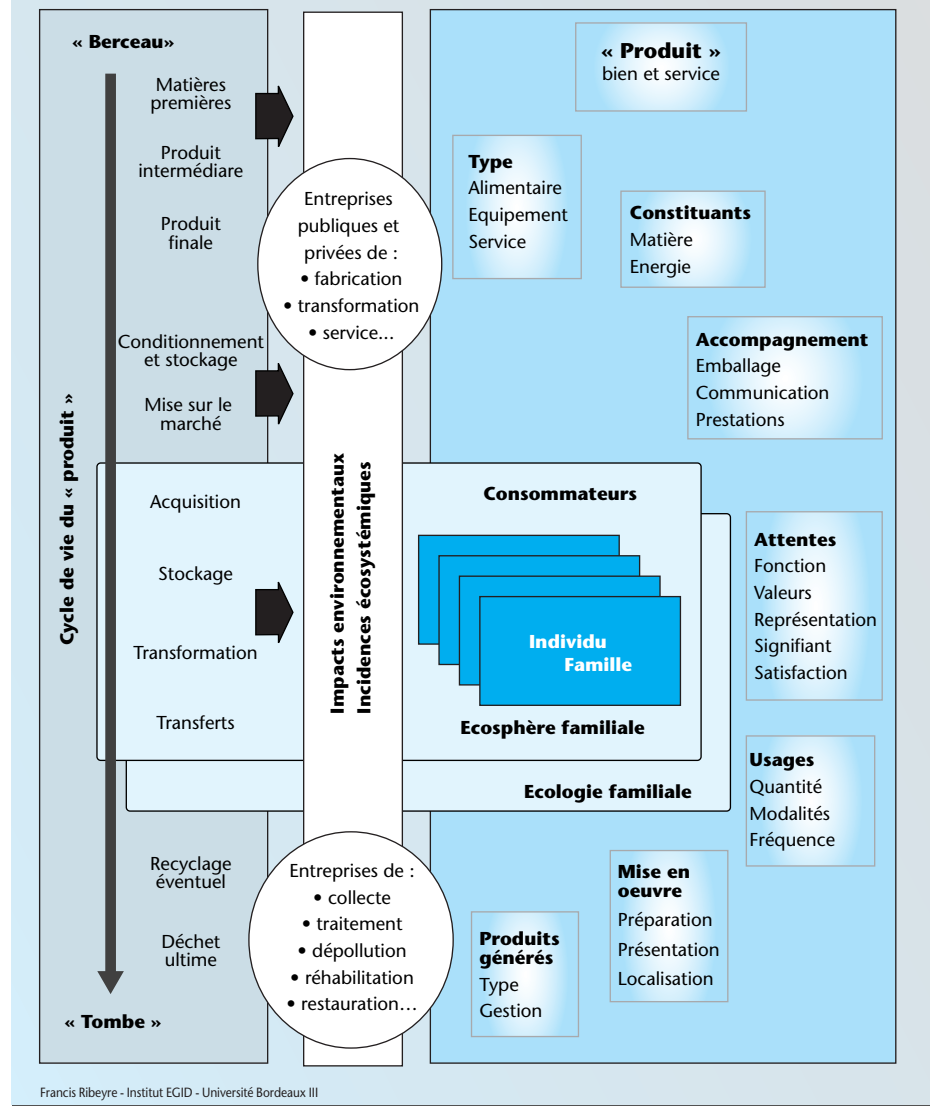 « Berceau»
Matières
premières
Produit
intermédiare
Produit
finale
Conditionnement
et stockage
Mise sur le
marché
Acquisition
Stockage
Transformation
Transferts
Recyclage
éventuel
Déchet
ultime
« Tombe »
Cycle de vie du « produit »
Entreprises
publiques et
privées de :
• fabrication
• transformation
• service...
Impacts environnementaux
Incidences écosystémiques
Entreprises de :
• collecte
• traitement
• dépollution
• réhabilitation
• restauration...
« Produit »
bien et service
Type
Alimentaire
Equipement
Service
Constituants
Matière
Energie
Accompagnement
Emballage
Communication
Prestations
Consommateurs
Individu
Famille
Ecosphère familiale
Ecologie familiale
Attentes
Fonction
Valeurs
Représentation
Signifiant
Satisfaction
Usages
Quantité
Modalités
Fréquence
Mise en
oeuvre
Préparation
Présentation
Localisation
Produits
générés
Type
Gestion
Francis Ribeyre - Institut EGID - Université Bordeaux III